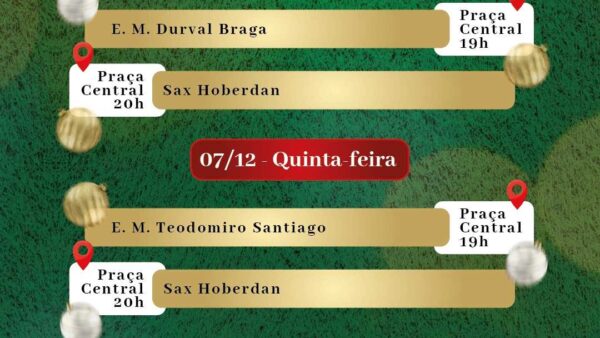 E. M. Durval Braga
Praça
Central
19h
Praça
Central
20h
Sax Hoberdan
07/12 - Quinta-feira
E. M. Teodomiro Santiago
Praça
Central
19h
Praça
Central
20h
Sax Hoberdan